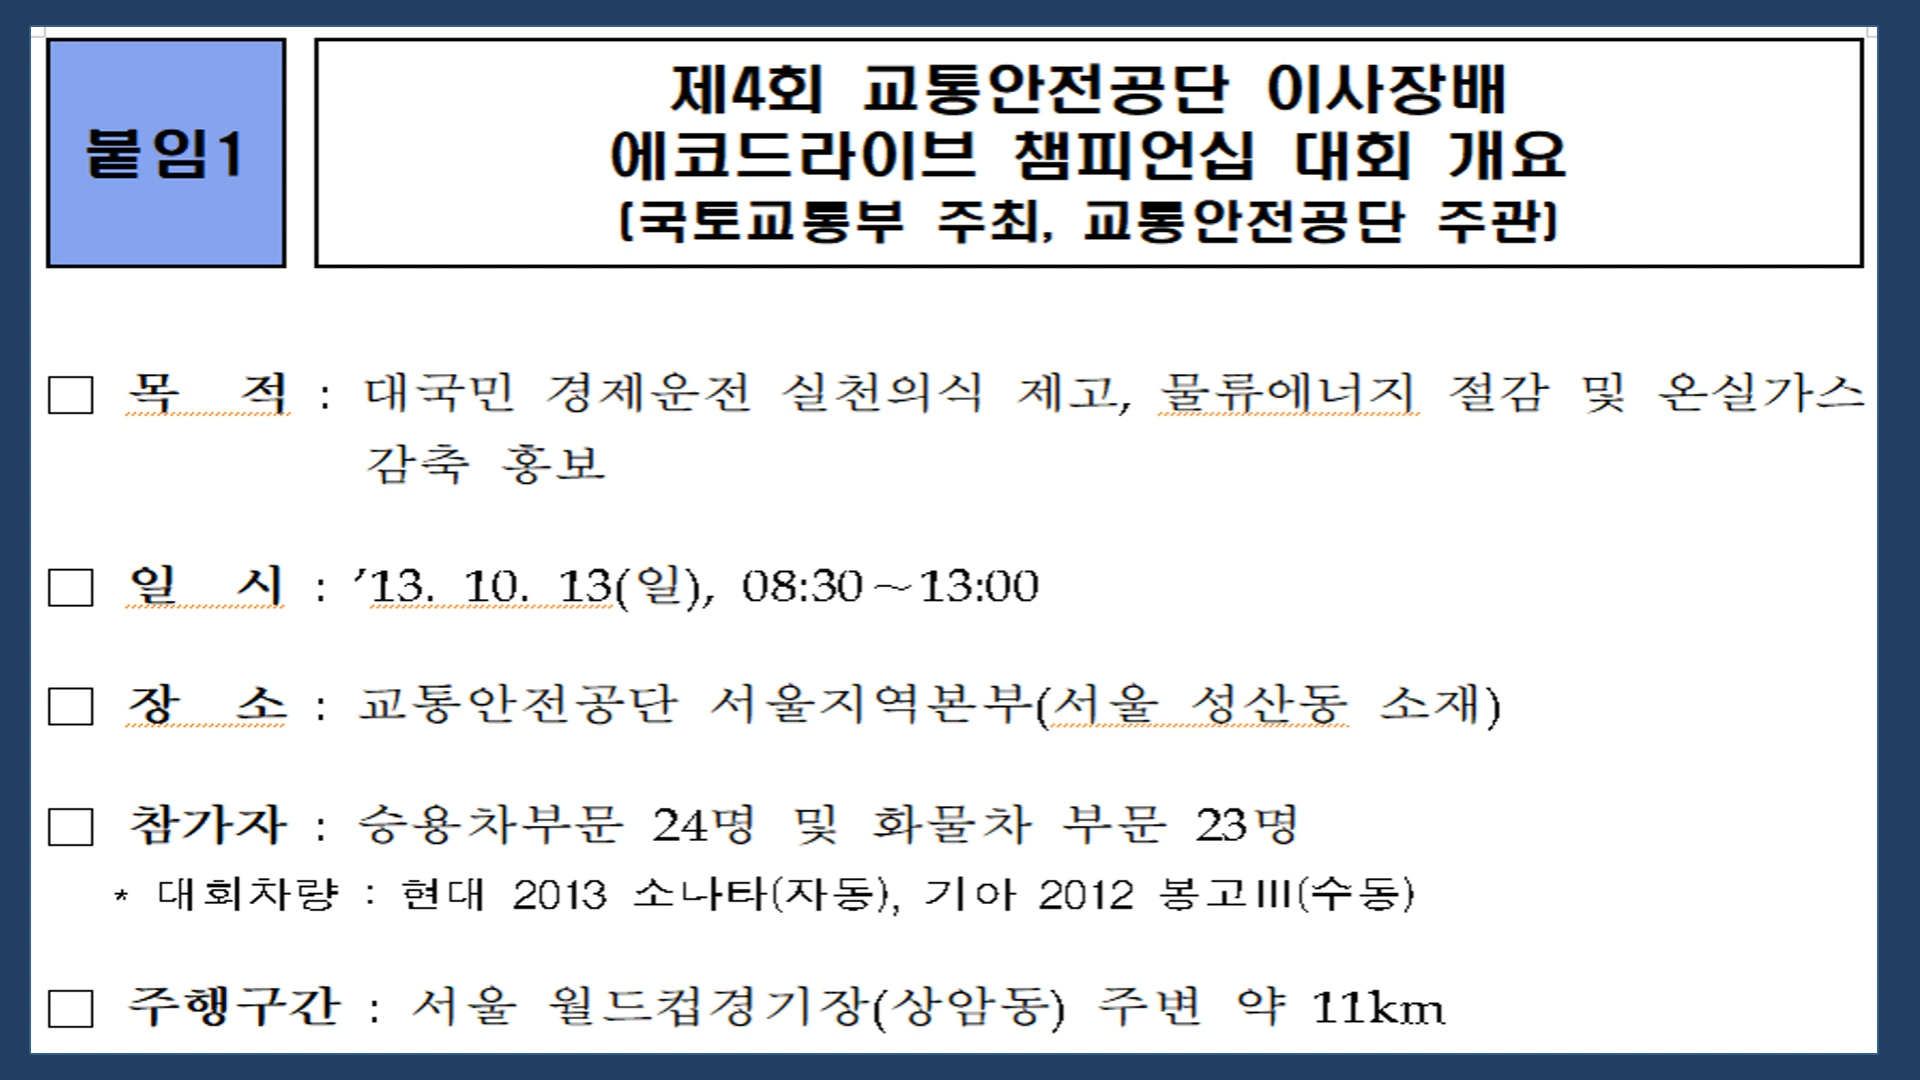 붙임1
제4회 교통안전공단 이사장배
에코드라이브 챔피언십 대회 개요
(국토교통부 주최, 교통안전공단 주관)
□ 목 적 : 대국민 경제운전 실천의식 제고, 물류에너지 절감 및 온실가스
감축 홍보
□ 일 시 : ′13. 10. 13(일), 08:30～13:00
□ 장 소 : 교통안전공단 서울지역본부(서울 성산동 소재)
□ 참가자 : 승용차부문 24명 및 화물차 부문 23명
* 대회차량 : 현대 2013 소나타(자동), 기아 2012 봉고III(수동)
□ 주행구간 : 서울 월드컵경기장(상암동) 주변 약 11km